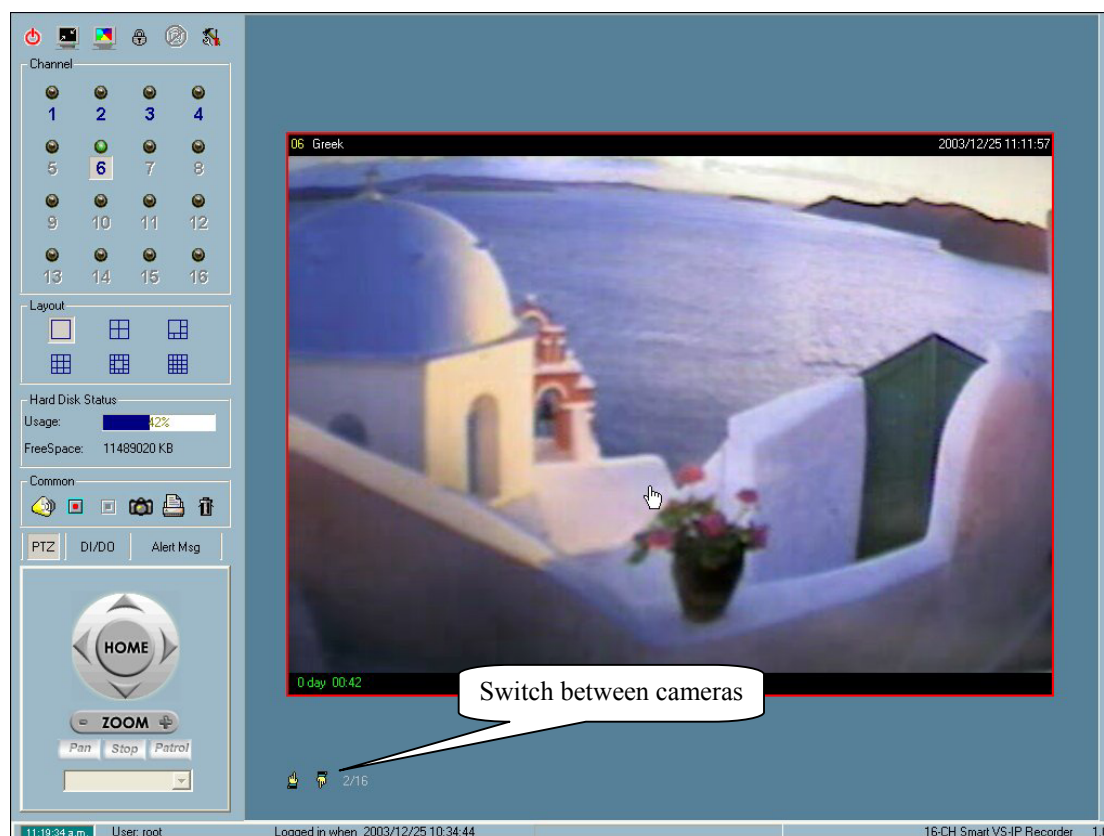 Channel
1 2 3 4
5 6 7 8
9 10 11 12
13 14 15 16
Layout
Hard Disk Status
Usage: 42%
FreeSpace: 11489020 KB
Common
PTZ DI/DO Alert Msg
HOME
ZOOM
Pan Stop Patrol
06 Greek 2003/12/25 11:11:57
0 day 00:42
Switch between cameras
2/16
11:19:34 a.m. User: root Logged in when 2003/12/25 10:34:44 16-CH Smart VS-IP Recorder